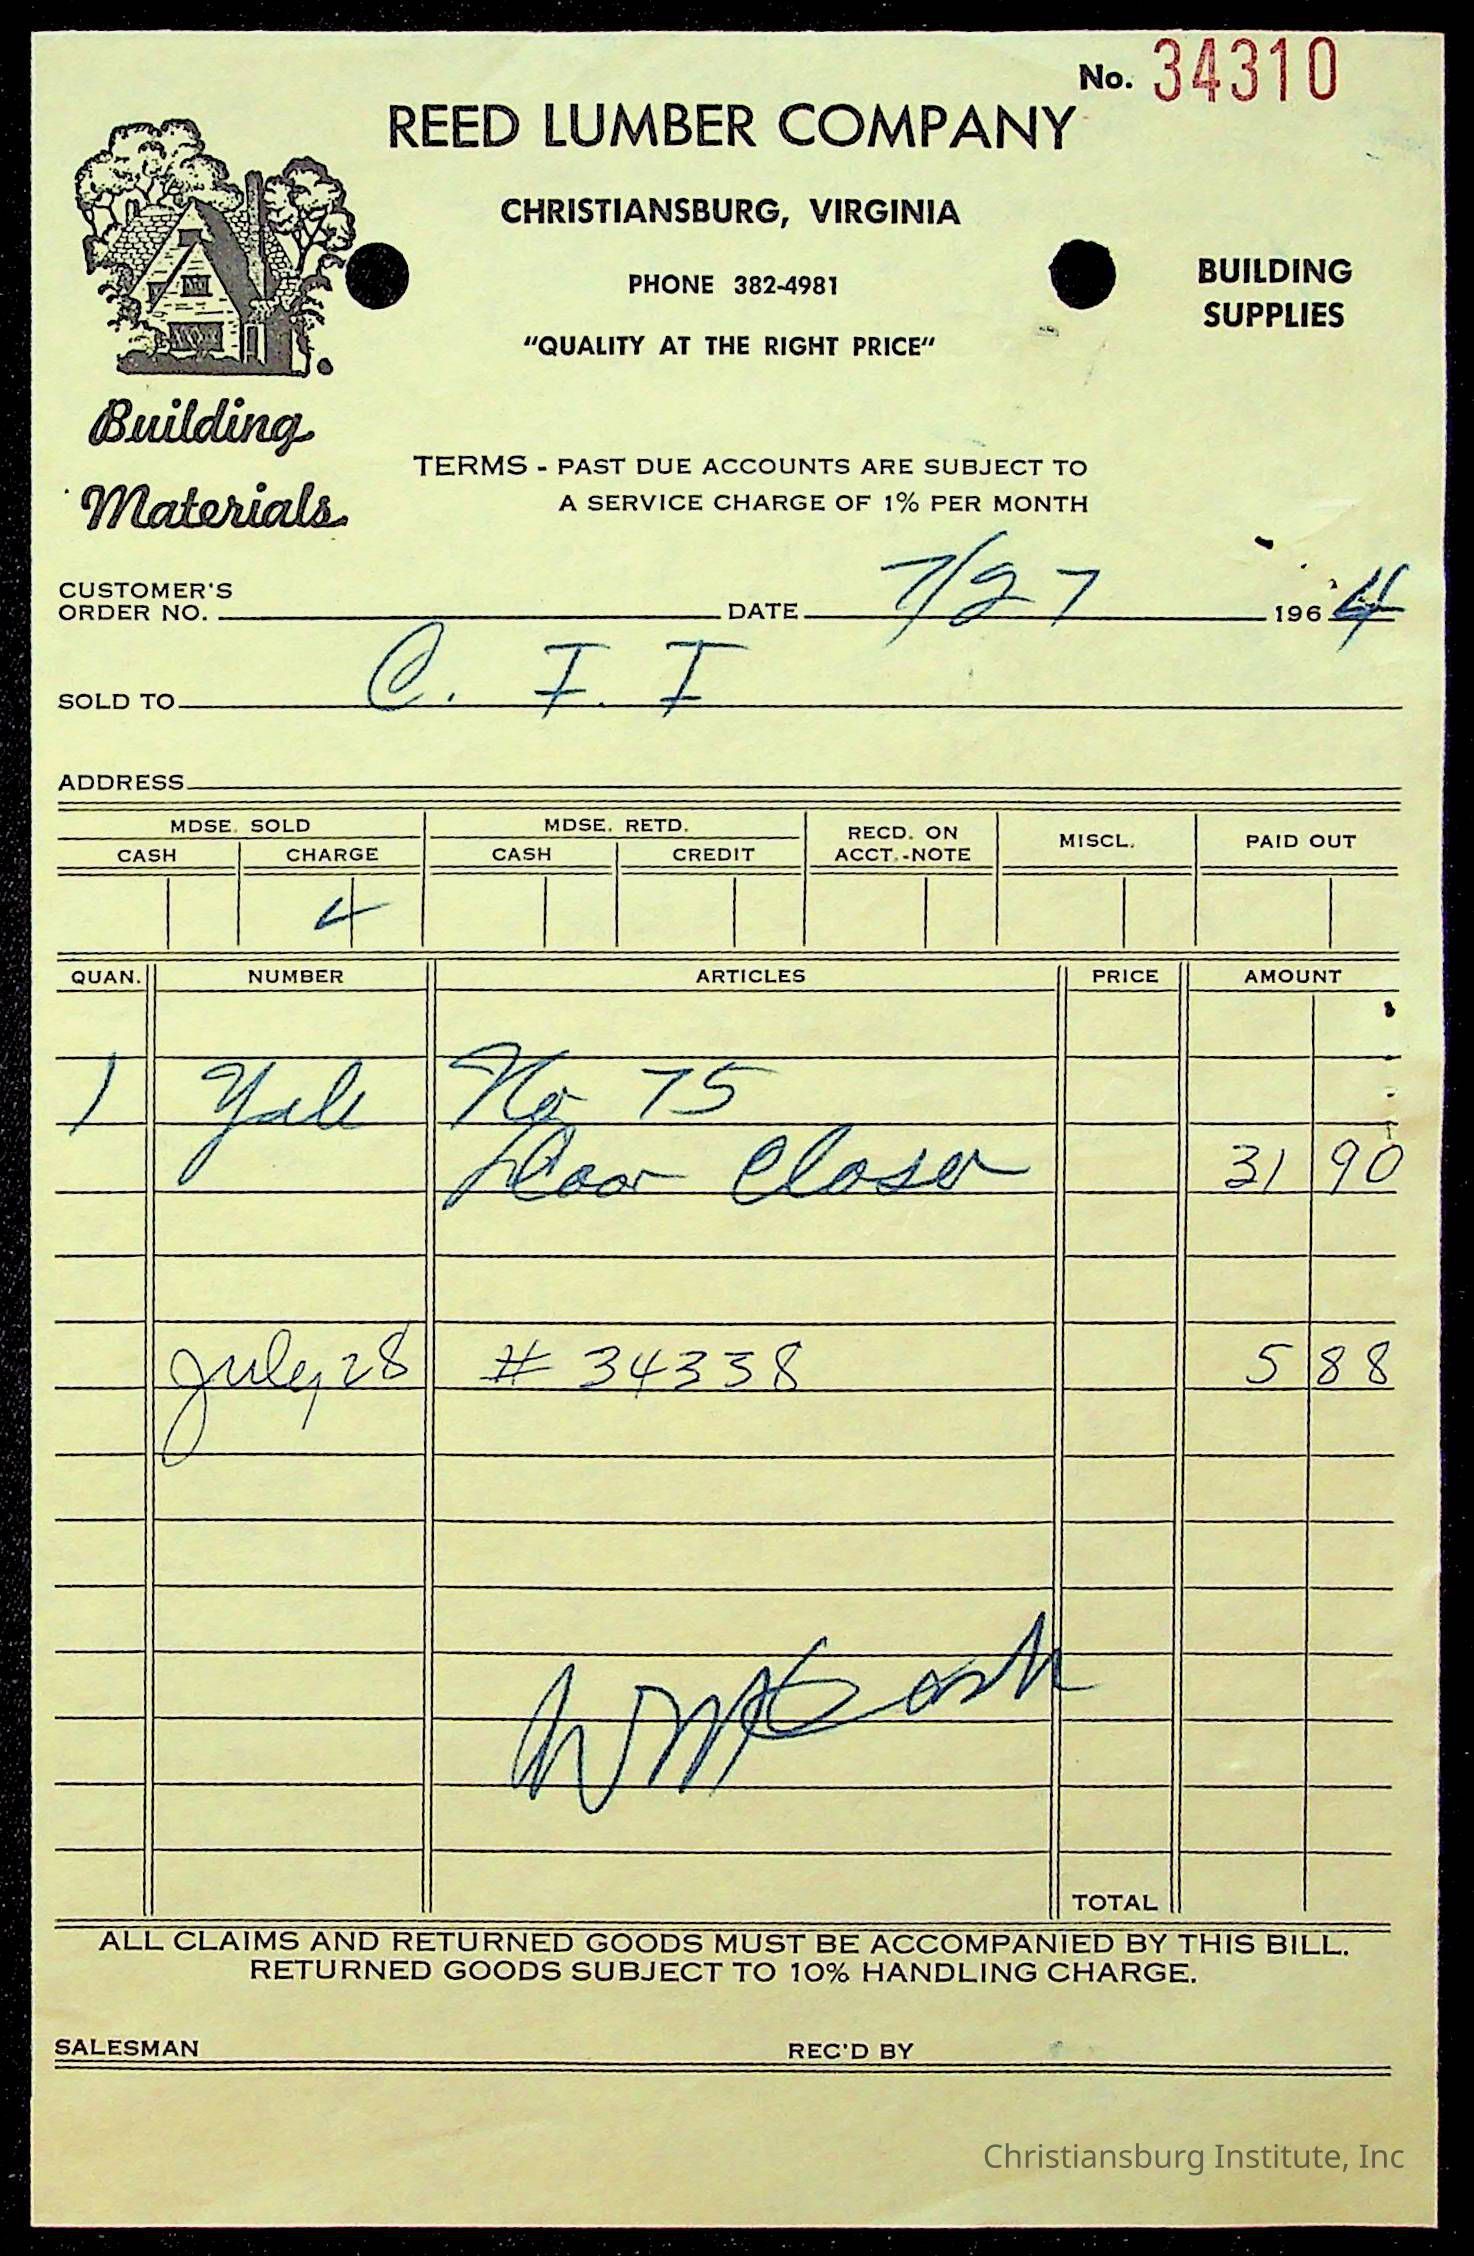 No. 34310
REED LUMBER COMPANY
CHRISTIANSBURG, VIRGINIA
PHONE 382-4981
"QUALITY AT THE RIGHT PRICE"
BUILDING
SUPPLIES
Building
Materials
TERMS - PAST DUE ACCOUNTS ARE SUBJECT TO
A SERVICE CHARGE OF 1% PER MONTH
CUSTOMER'S
ORDER NO. DATE 7/27 1964
SOLD TO C. I. I
ADDRESS
MDSE. SOLD MDSE. RETD. RECD. ON ACCT.-NOTE MISCL. PAID OUT
CASH CHARGE CASH CREDIT
QUAN. NUMBER ARTICLES PRICE AMOUNT
1 Yale No 75
Door Closer 31 90
July 28 # 34338 5 88
TOTAL
ALL CLAIMS AND RETURNED GOODS MUST BE ACCOMPANIED BY THIS BILL.
RETURNED GOODS SUBJECT TO 10% HANDLING CHARGE.
SALESMAN REC'D BY
Christiansburg Institute, Inc